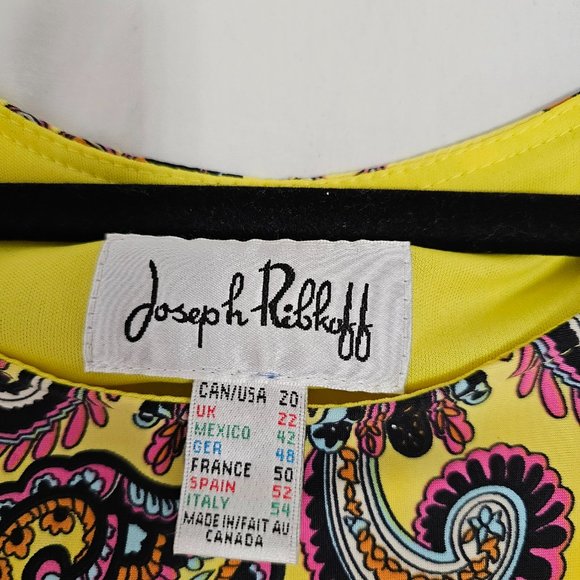 Joseph Ribkoff
CAN/USA 20
UK 22
MEXICO 42
GER 48
FRANCE 50
SPAIN 52
ITALY 54
MADE IN/FAIT AU
CANADA